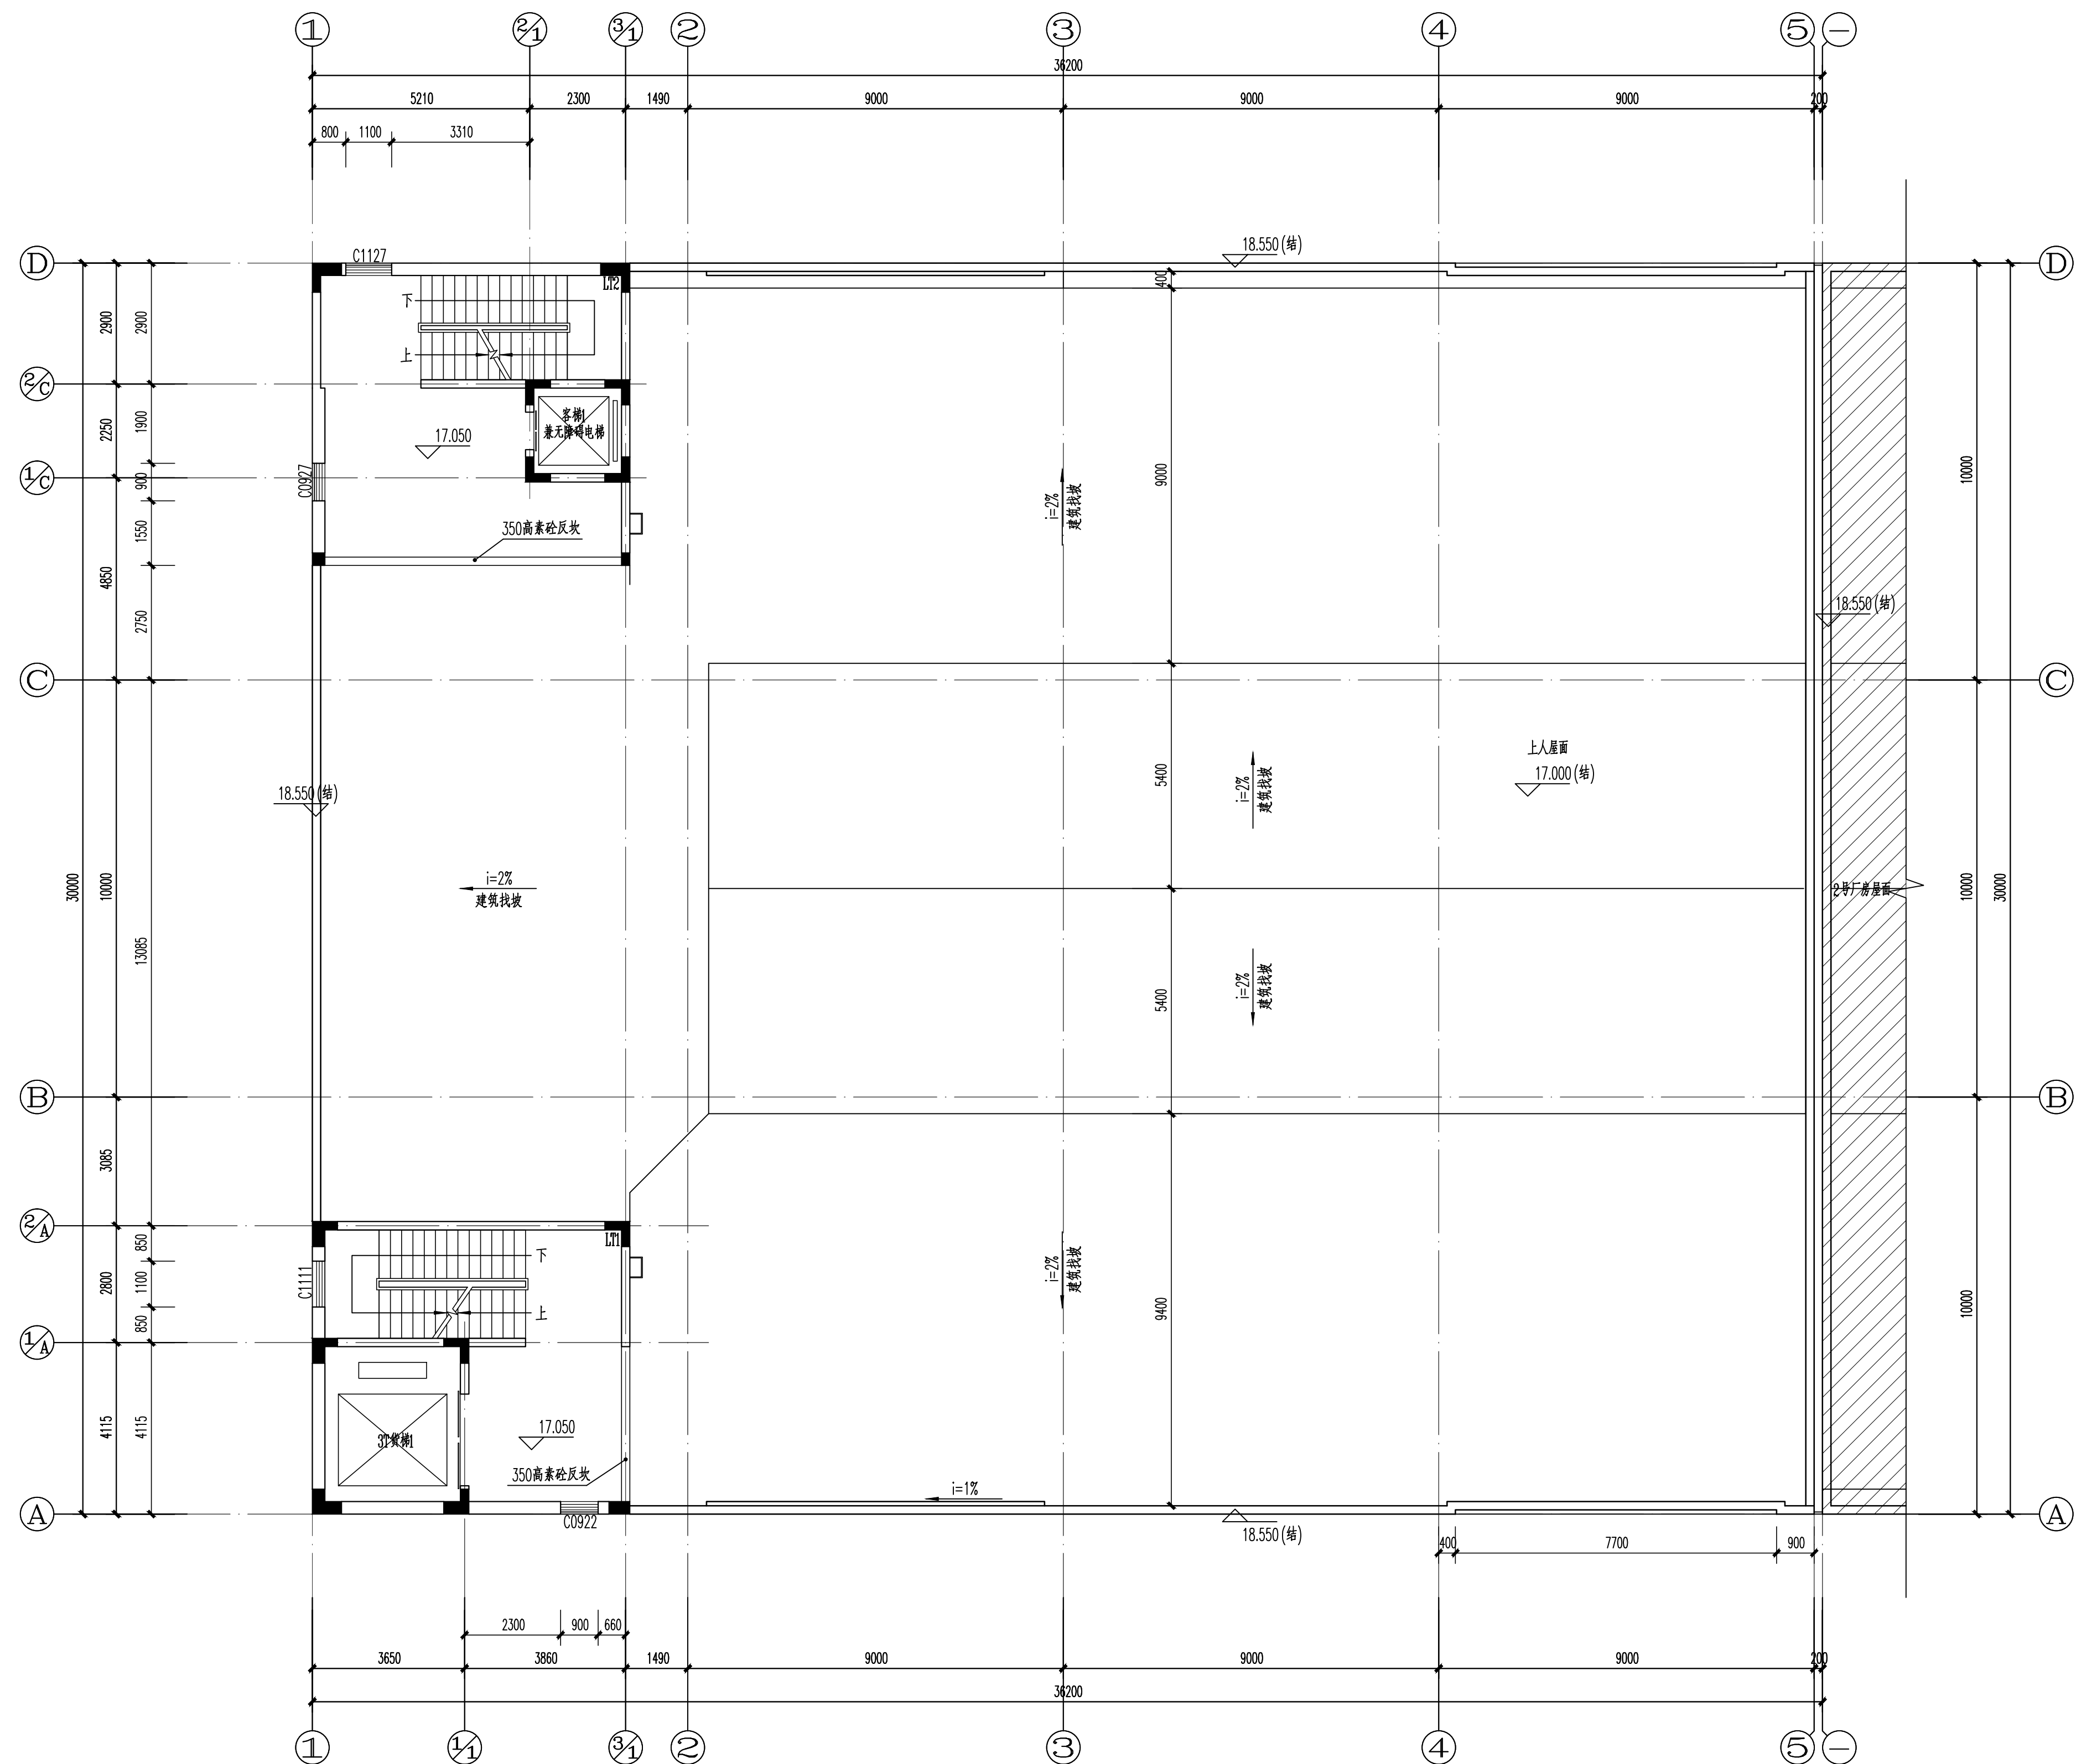 1
2/1
3/1
2
3
4
5
—
36200
5210
2300
1490
9000
9000
9000
200
800
1100
3310
D
C1127
18.550(结)
D
LT2
400
下
2900
2900
上
2/C
客梯1
兼无障碍电梯
1900
2250
17.050
9000
10000
1/C
C0927
900
i=2%
建筑找坡
350高素砼反坎
1550
4850
2750
18.550(结)
C
C
上人屋面
5400
17.000(结)
i=2%
建筑找坡
18.550(结)
i=2%
建筑找坡
30000
10000
2号厂房屋面
10000
30000
13085
5400
i=2%
建筑找坡
B
B
3085
2/A
LT1
850
下
C1111
1100
2800
i=2%
建筑找坡
上
9400
10000
850
1/A
4115
4115
17.050
3T货梯1
350高素砼反坎
i=1%
A
C0922
18.550(结)
A
400
7700
900
2300
900
660
3650
3860
1490
9000
9000
9000
200
36200
1
1/1
3/1
2
3
4
5
—